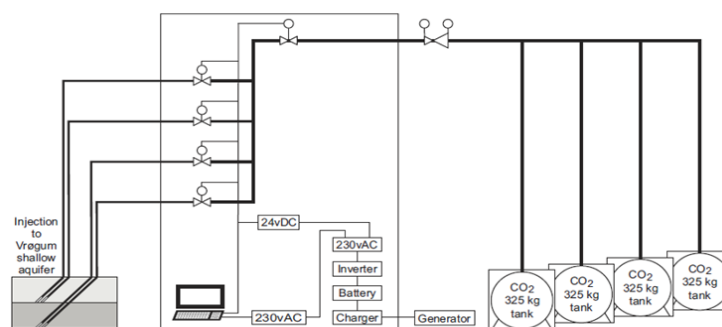 Injection
to
Vrøgum
shallow
aquifer
24vDC
230vAC
Inverter
Battery
Charger
Generator
230vAC
CO2
325 kg
tank
CO2
325 kg
tank
CO2
325 kg
tank
CO2
325 kg
tank